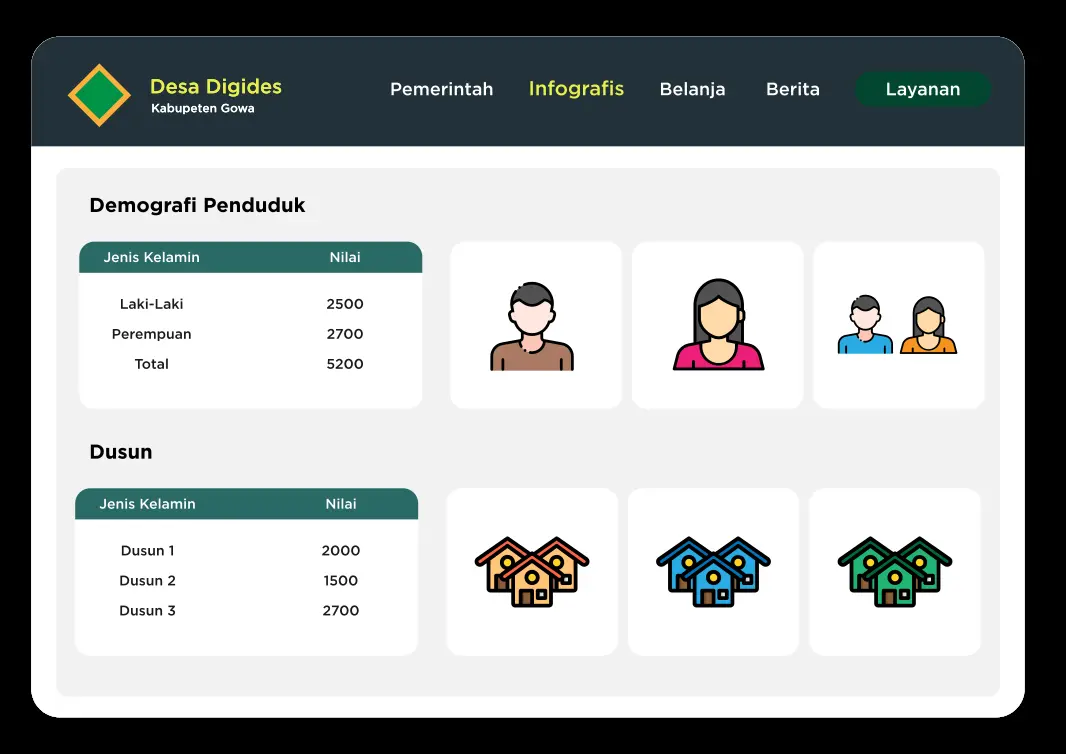 Desa Digides
Kabupeten Gowa
Pemerintah Infografis Belanja Berita Layanan
Demografi Penduduk
Jenis Kelamin Nilai
Laki-Laki 2500
Perempuan 2700
Total 5200
Dusun
Jenis Kelamin Nilai
Dusun 1 2000
Dusun 2 1500
Dusun 3 2700